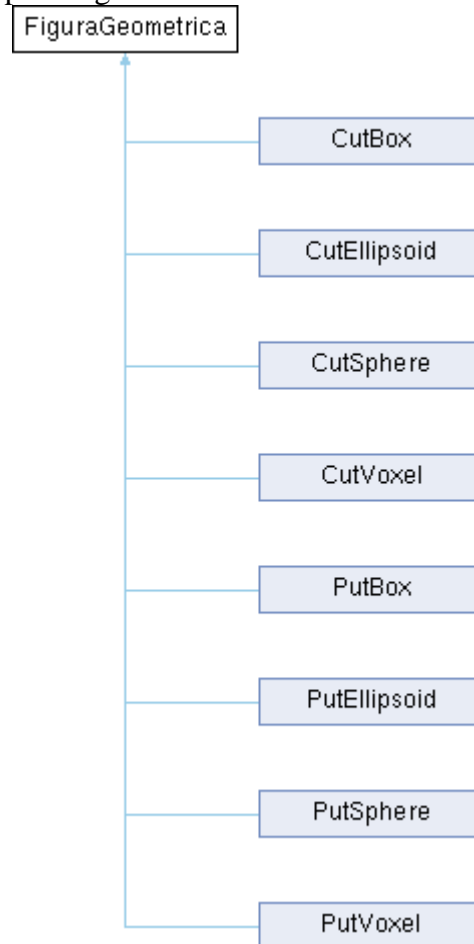 FiguraGeometrica
CutBox
CutEllipsoid
CutSphere
CutVoxel
PutBox
PutEllipsoid
PutSphere
PutVoxel